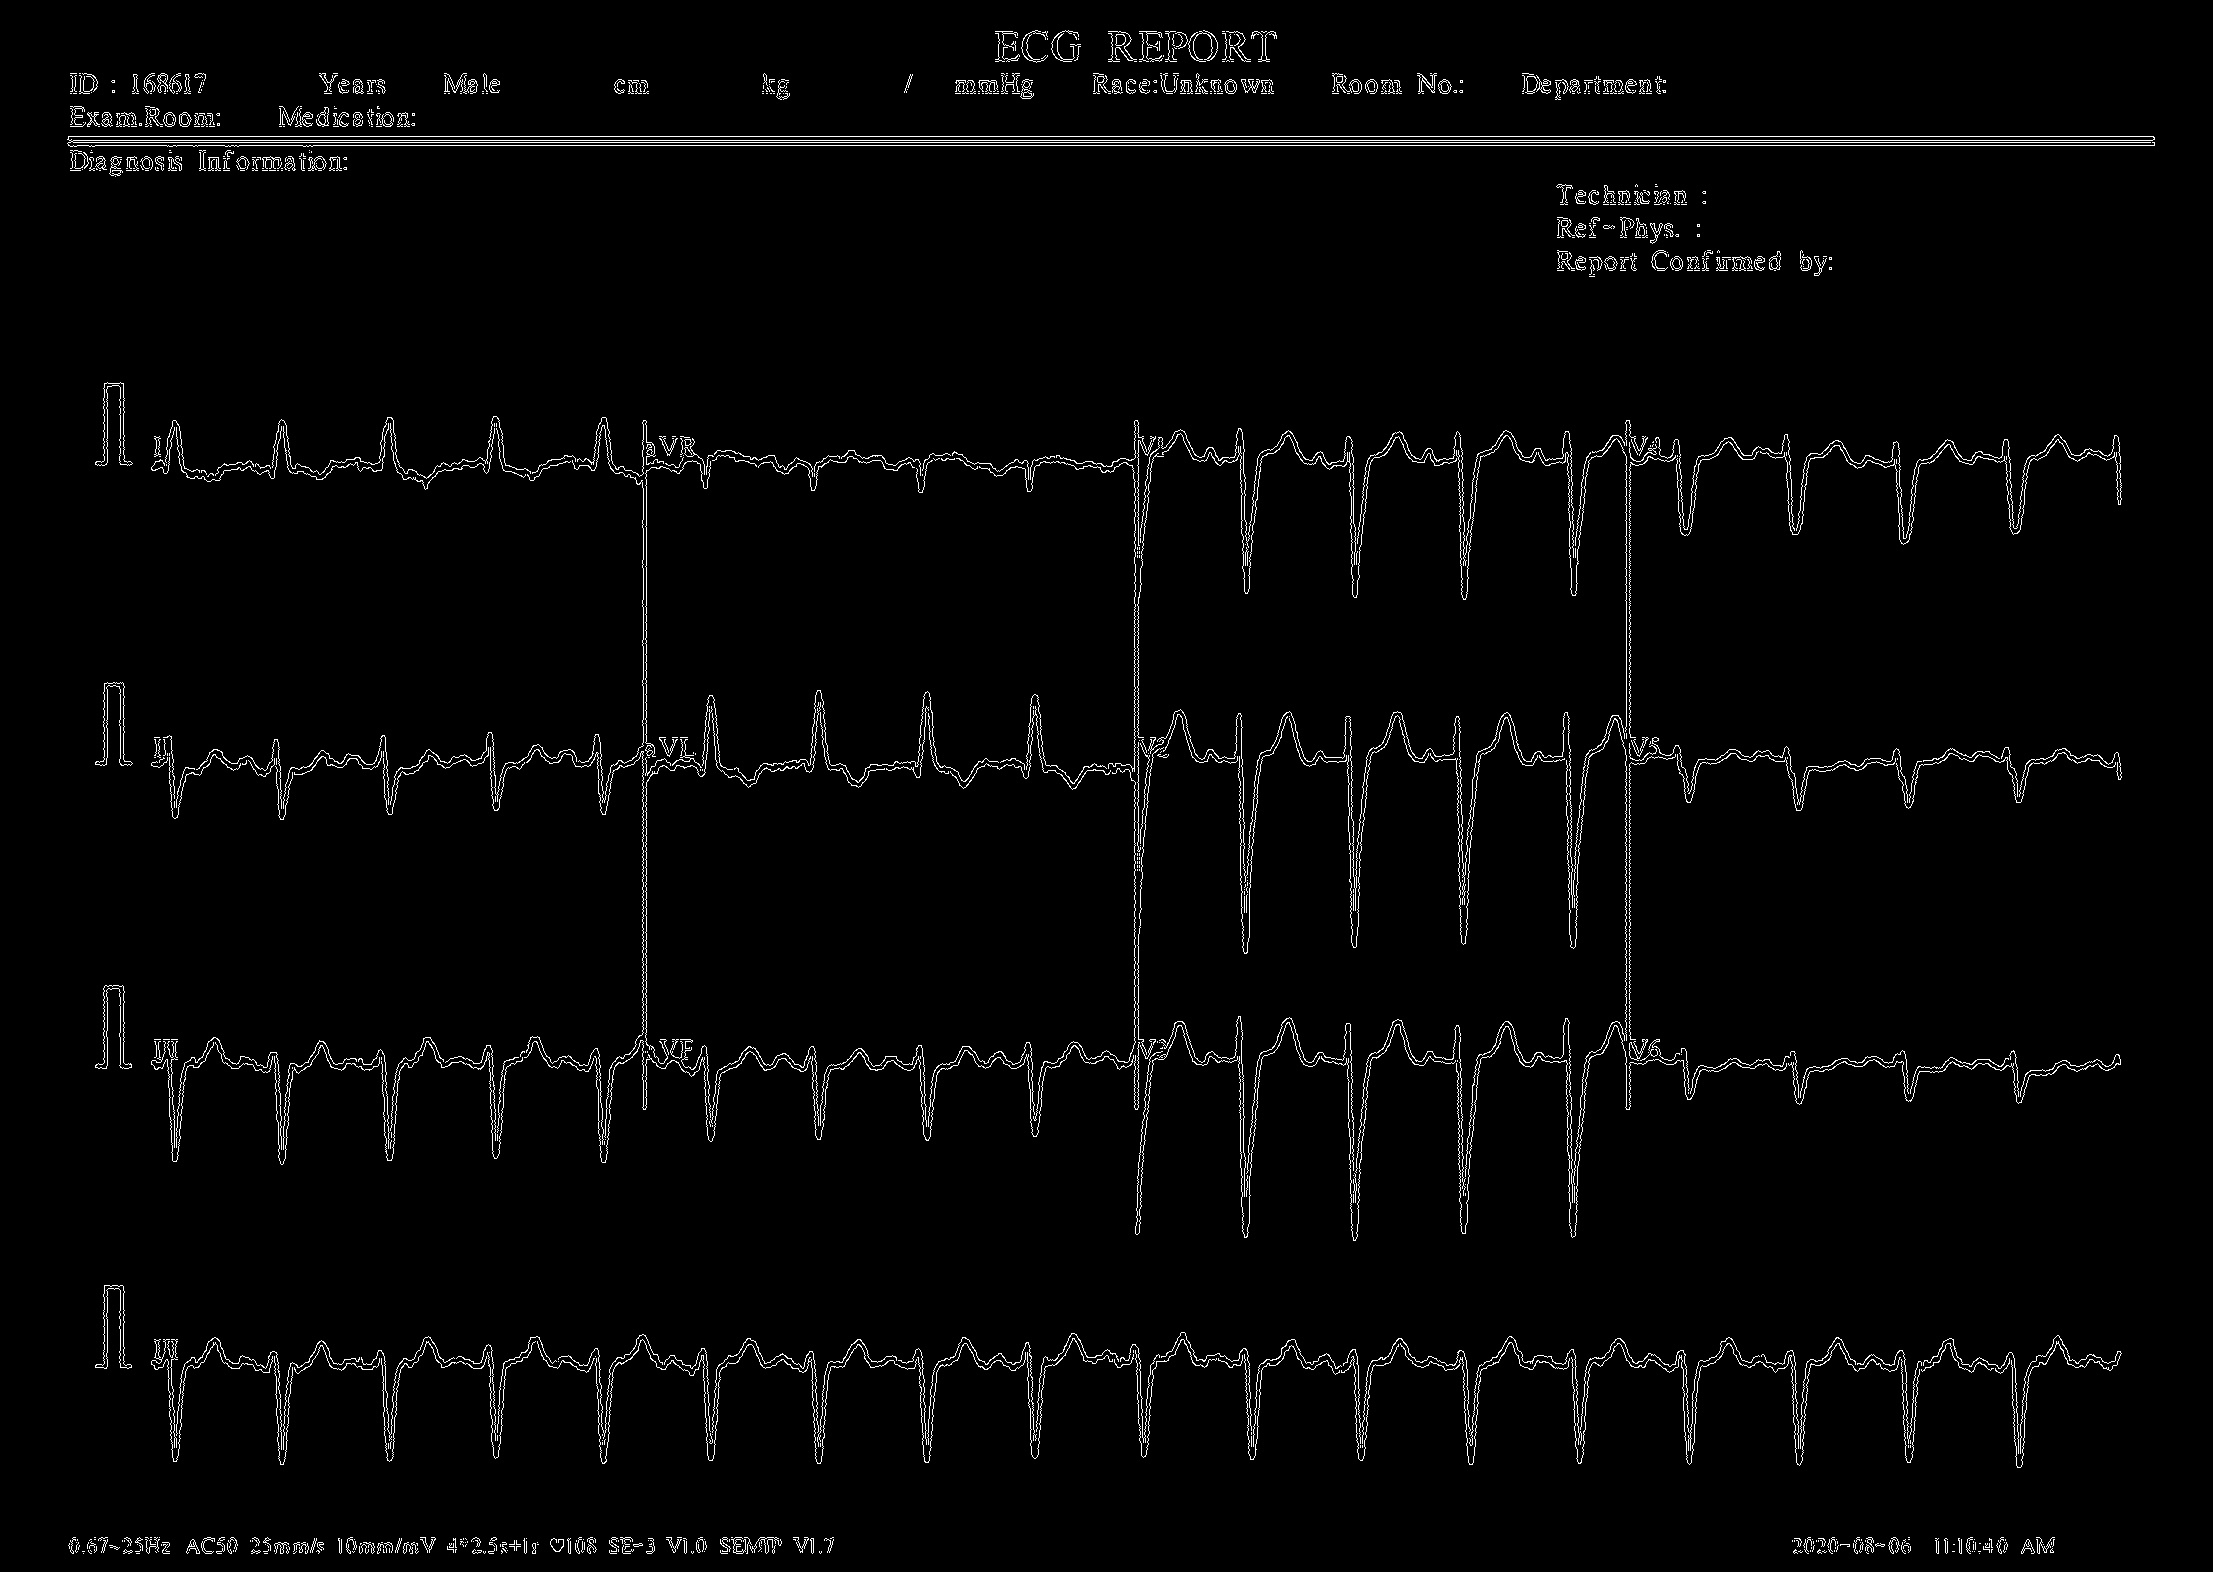 ECG REPORT
ID : 168617 Years Male cm kg / mmHg Race:Unknown Room No.: Department:
Exam.Room: Medication:
Diagnosis Information:
Technician :
Ref-Phys. :
Report Confirmed by:
I aVR V1 V4
II aVL V2 V5
III aVF V3 V6
III
0.67~25Hz AC50 25mm/s 10mm/mV 4*2.5s+1r ♡108 SE-3 V1.0 SEMIP V1.7 2020-08-06 11:10:40 AM